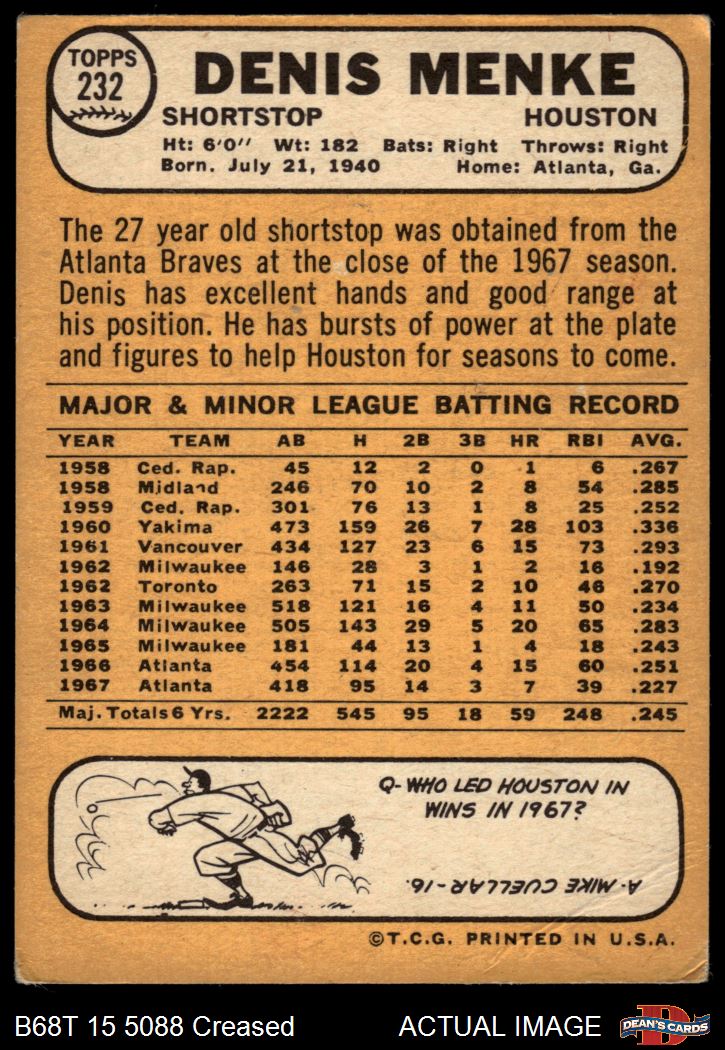 TOPPS
232
DENIS MENKE
SHORTSTOP HOUSTON
Ht: 6'0'' Wt: 182 Bats: Right Throws: Right
Born. July 21, 1940 Home: Atlanta, Ga.
The 27 year old shortstop was obtained from the
Atlanta Braves at the close of the 1967 season.
Denis has excellent hands and good range at
his position. He has bursts of power at the plate
and figures to help Houston for seasons to come.
MAJOR & MINOR LEAGUE BATTING RECORD
YEAR TEAM AB H 2B 3B HR RBI AVG.
1958 Ced. Rap. 45 12 2 0 1 6 .267
1958 Midland 246 70 10 2 8 54 .285
1959 Ced. Rap. 301 76 13 1 8 25 .252
1960 Yakima 473 159 26 7 28 103 .336
1961 Vancouver 434 127 23 6 15 73 .293
1962 Milwaukee 146 28 3 1 2 16 .192
1962 Toronto 263 71 15 2 10 46 .270
1963 Milwaukee 518 121 16 4 11 50 .234
1964 Milwaukee 505 143 29 5 20 65 .283
1965 Milwaukee 181 44 13 1 4 18 .243
1966 Atlanta 454 114 20 4 15 60 .251
1967 Atlanta 418 95 14 3 7 39 .227
Maj. Totals 6 Yrs. 2222 545 95 18 59 248 .245
Q- WHO LED HOUSTON IN
WINS IN 1967?
A- MIKE CUELLAR-16.
©T.C.G. PRINTED IN U.S.A.
B68T 15 5088 Creased ACTUAL IMAGE
D
DEAN'S CARDS